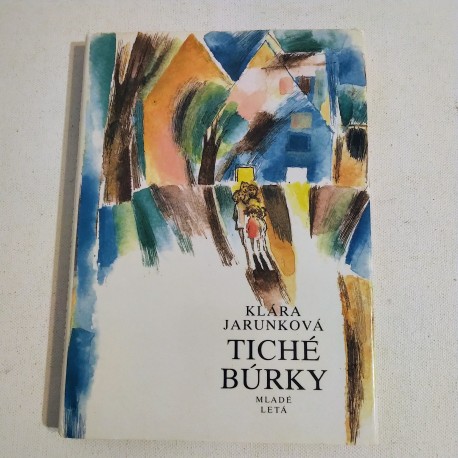 KLÁRA
JARUNKOVÁ
TICHÉ
BÚRKY
MLADÉ
LETÁ